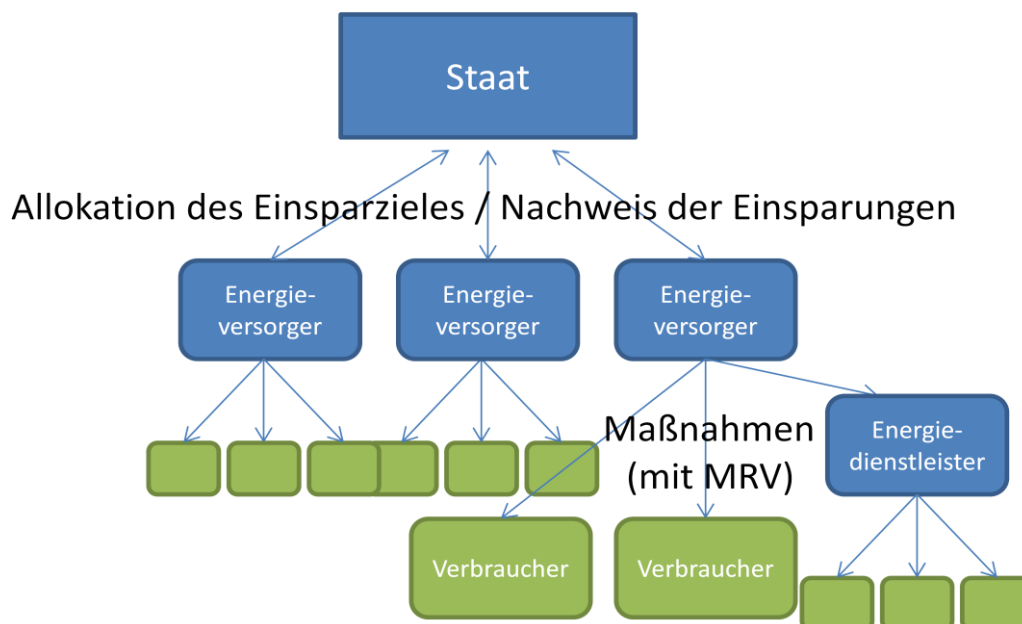 Staat
Allokation des Einsparzieles / Nachweis der Einsparungen
Energie-
versorger
Energie-
versorger
Energie-
versorger
Maßnahmen
(mit MRV)
Energie-
dienstleister
Verbraucher
Verbraucher